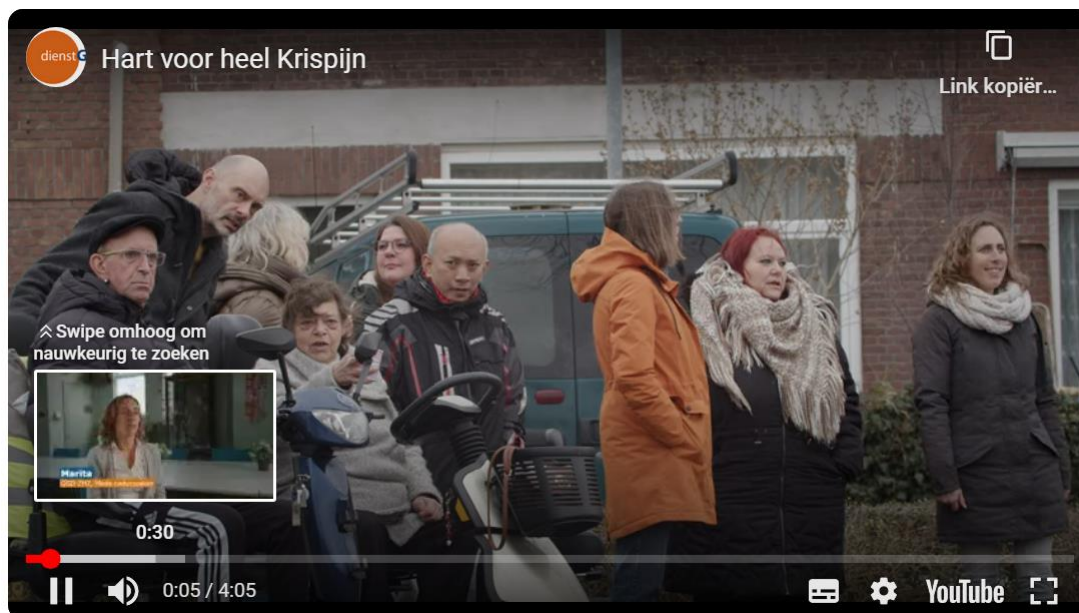 dienstG
Hart voor heel Krispijn
Link kopiër...
Swipe omhoog om
nauwkeurig te zoeken
Marita
0:30
0:05 / 4:05
YouTube